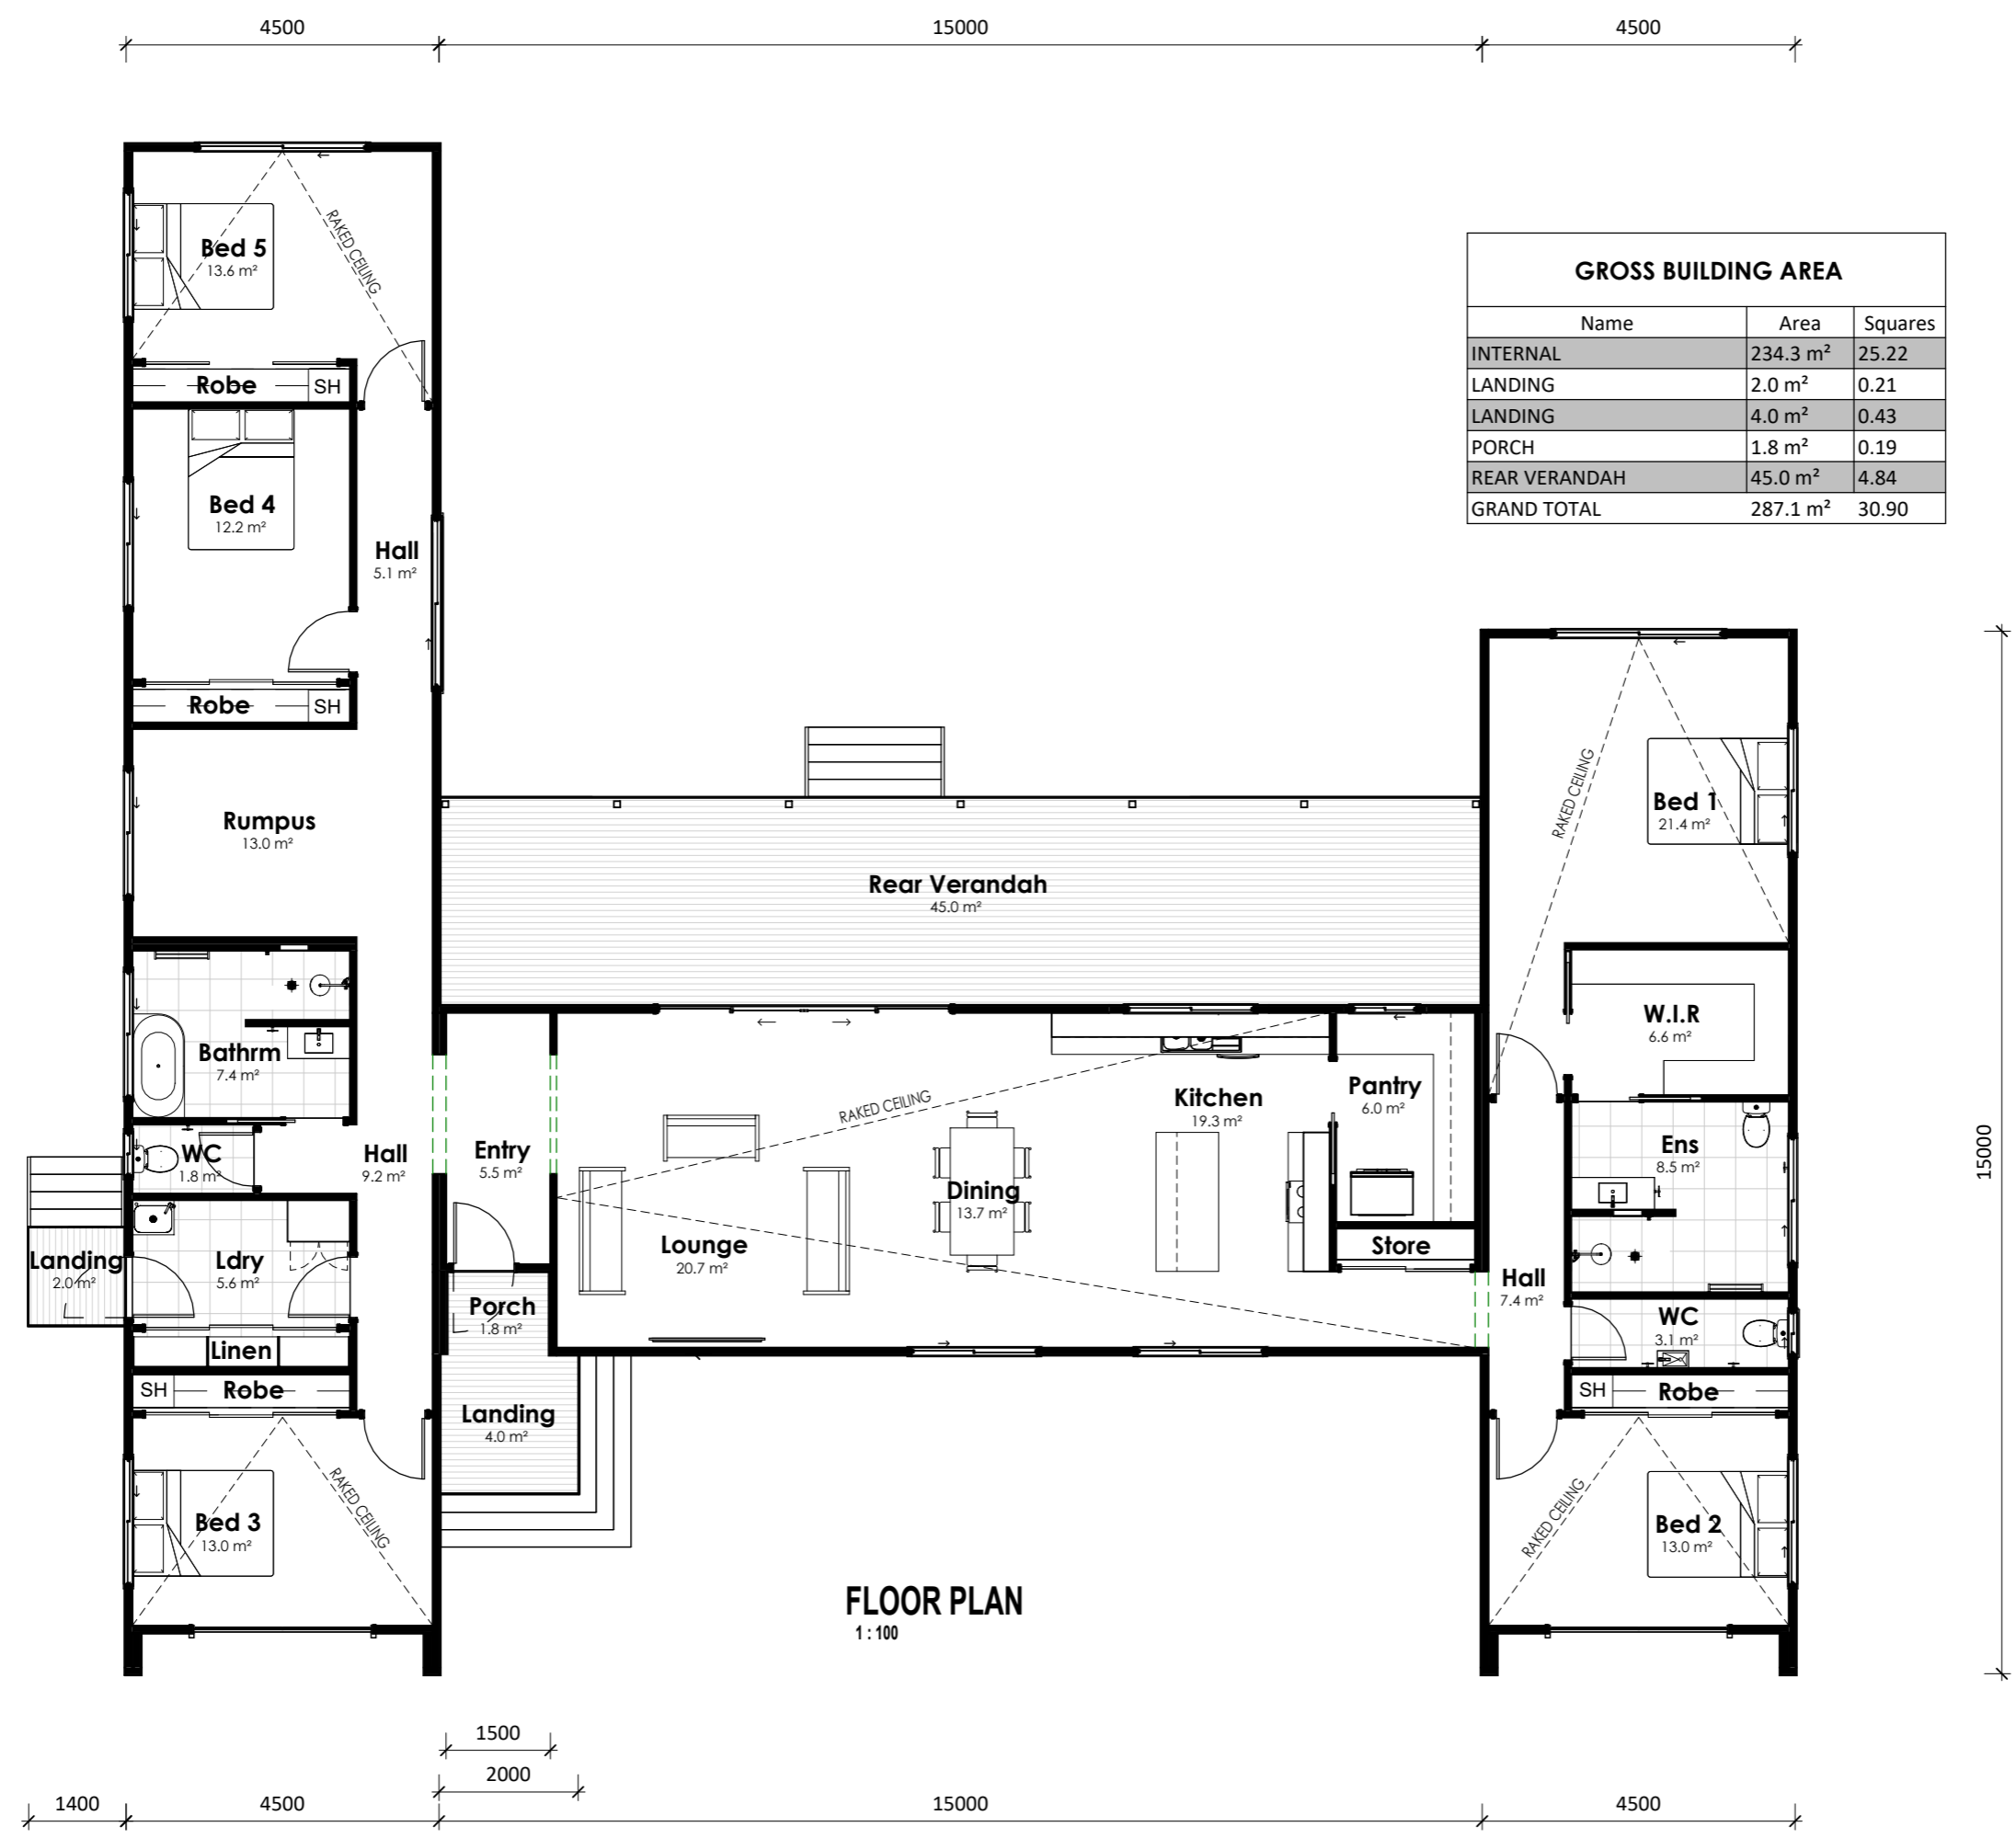 4500 15000 4500
GROSS BUILDING AREA
Name Area Squares
INTERNAL 234.3 m² 25.22
LANDING 2.0 m² 0.21
LANDING 4.0 m² 0.43
PORCH 1.8 m² 0.19
REAR VERANDAH 45.0 m² 4.84
GRAND TOTAL 287.1 m² 30.90
RAKED CEILING
Bed 5
13.6 m²
Robe SH
Bed 4
12.2 m²
Hall
5.1 m²
Robe SH
Rumpus
13.0 m²
Rear Verandah
45.0 m²
RAKED CEILING
Bed 1
21.4 m²
W.I.R
6.6 m²
Bathrm
7.4 m²
RAKED CEILING
Kitchen
19.3 m²
Pantry
6.0 m²
WC
1.8 m²
Hall
9.2 m²
Entry
5.5 m²
Ens
8.5 m²
15000
Dining
13.7 m²
Landing
2.0 m²
Ldry
5.6 m²
Lounge
20.7 m²
Store
Hall
7.4 m²
Porch
1.8 m²
WC
3.1 m²
Linen
SH Robe
SH Robe
Landing
4.0 m²
RAKED CEILING
Bed 3
13.0 m²
RAKED CEILING
Bed 2
13.0 m²
FLOOR PLAN
1 : 100
1500
2000
1400 4500 15000 4500